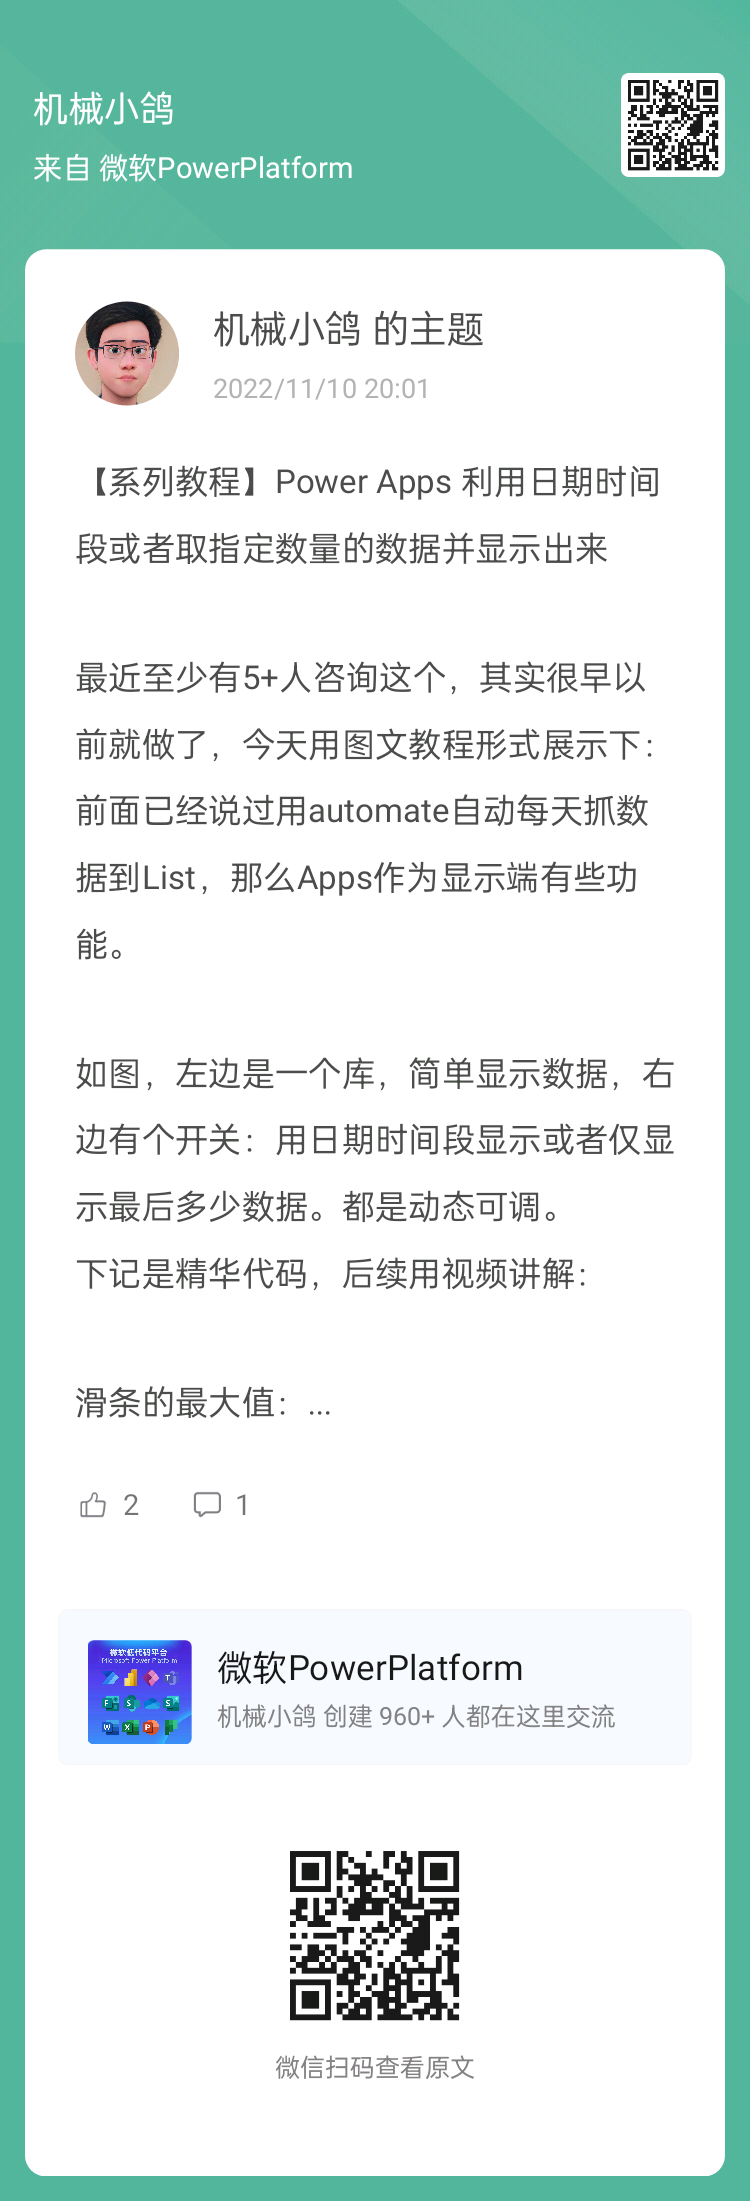 机械小鸽
来自 微软PowerPlatform
机械小鸽 的主题
2022/11/10 20:01
【系列教程】Power Apps 利用日期时间
段或者取指定数量的数据并显示出来
最近至少有5+人咨询这个，其实很早以
前就做了，今天用图文教程形式展示下：
前面已经说过用automate自动每天抓数
据到List，那么Apps作为显示端有些功
能。
如图，左边是一个库，简单显示数据，右
边有个开关：用日期时间段显示或者仅显
示最后多少数据。都是动态可调。
下记是精华代码，后续用视频讲解：
滑条的最大值：...
2 1
微软低代码平台
Microsoft Power Platform
微软PowerPlatform
机械小鸽 创建 960+ 人都在这里交流
微信扫码查看原文